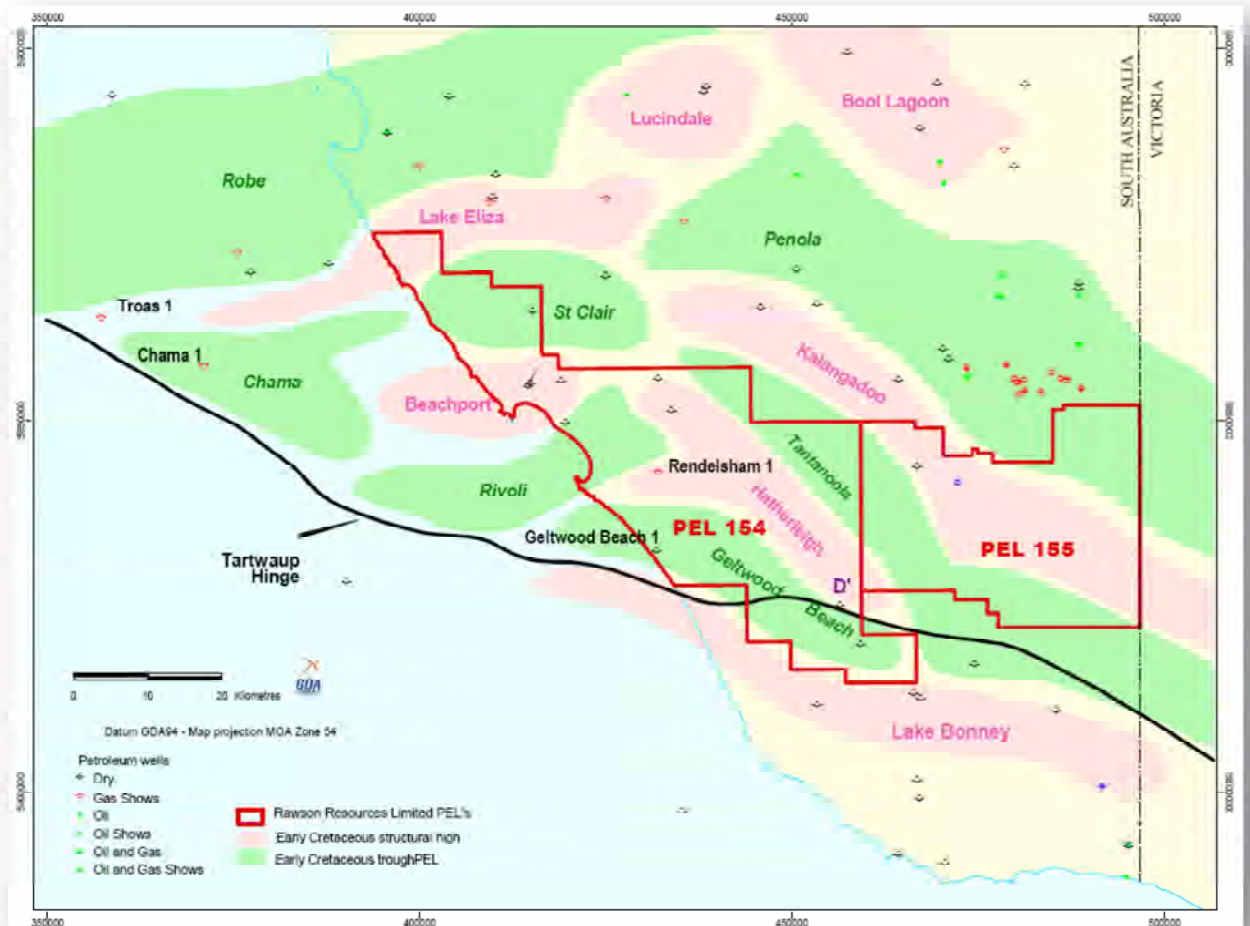 350000
400000
450000
500000
SOUTH AUSTRALIA
VICTORIA
Bool Lagoon
Lucindale
Robe
Lake Eliza
Penola
Troas 1
St Clair
Chama 1
Chama
Kalangadoo
Beachport
Tantanoola
Rendelsham 1
Rivoli
Hatherleigh
PEL 154
Geltwood Beach 1
PEL 155
Tartwaup
Hinge
Geltwood
Beach
D'
0 10 20 Kilometres
GDA
Lake Bonney
Datum GDA94 - Map projection MGA Zone 54
Petroleum wells
Dry
Gas Shows
Oil
Oil Shows
Oil and Gas
Oil and Gas Shows
Rawson Resources Limited PEL's
Early Cretaceous structural high
Early Cretaceous troughPEL
350000
400000
450000
500000